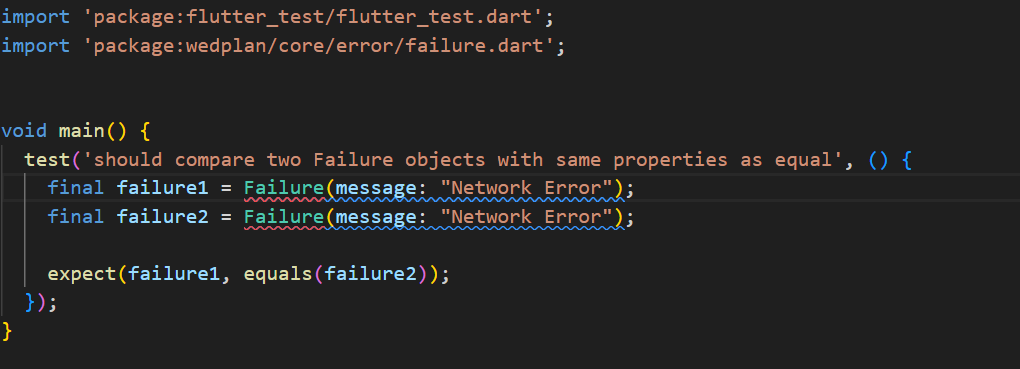 import 'package:flutter_test/flutter_test.dart';
import 'package:wedplan/core/error/failure.dart';
void main() {
  test('should compare two Failure objects with same properties as equal', () {
    final failure1 = Failure(message: "Network Error");
    final failure2 = Failure(message: "Network Error");
    expect(failure1, equals(failure2));
  });
}